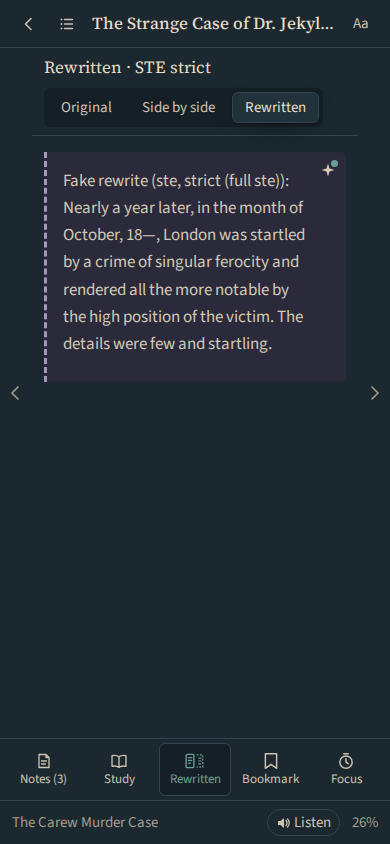 The Strange Case of Dr. Jekyl...
Aa
Rewritten · STE strict
Original
Side by side
Rewritten
Fake rewrite (ste, strict (full ste)):
Nearly a year later, in the month of
October, 18—, London was startled
by a crime of singular ferocity and
rendered all the more notable by
the high position of the victim. The
details were few and startling.
Notes (3)
Study
Rewritten
Bookmark
Focus
The Carew Murder Case
Listen
26%